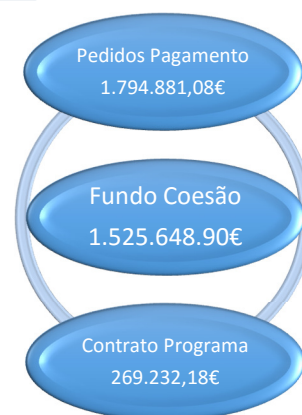 Pedidos Pagamento
1.794.881,08€
Fundo Coesão
1.525.648.90€
Contrato Programa
269.232,18€